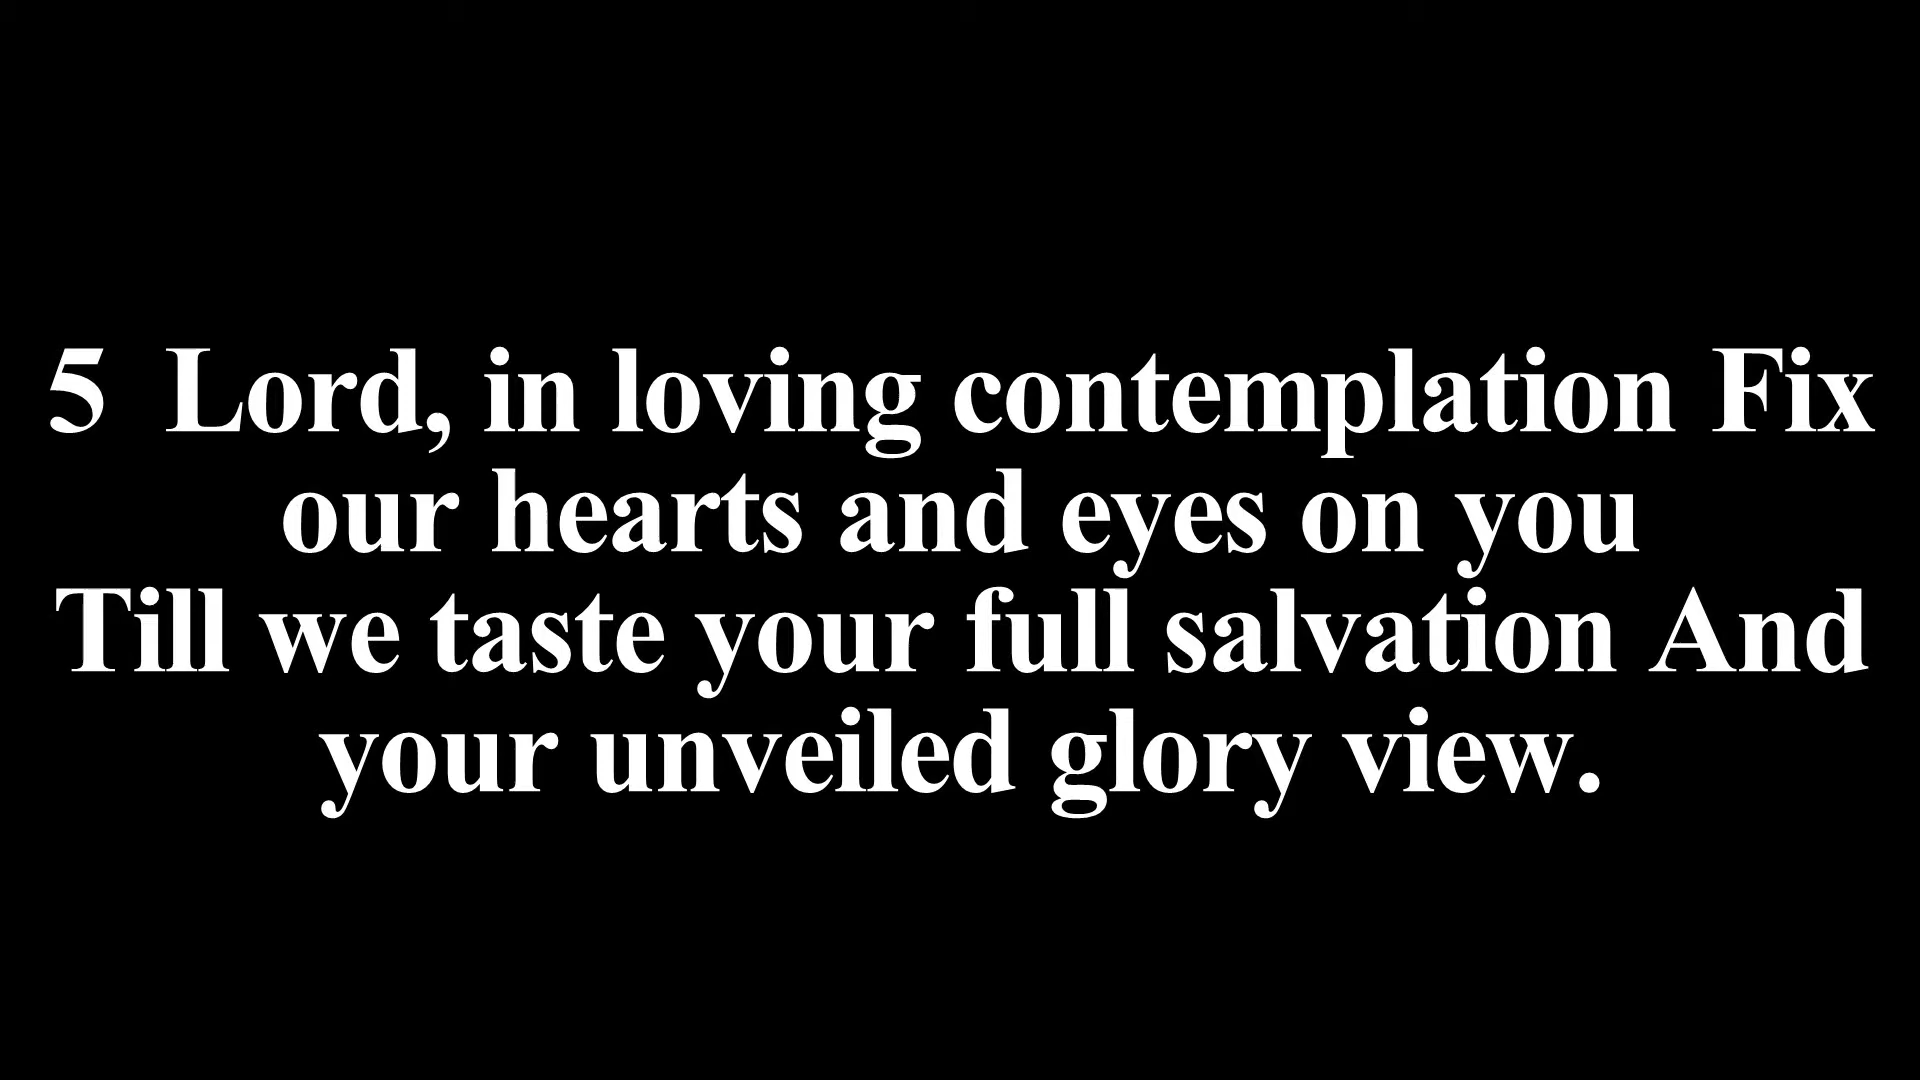 5  Lord, in loving contemplation Fix
our hearts and eyes on you
Till we taste your full salvation And
your unveiled glory view.